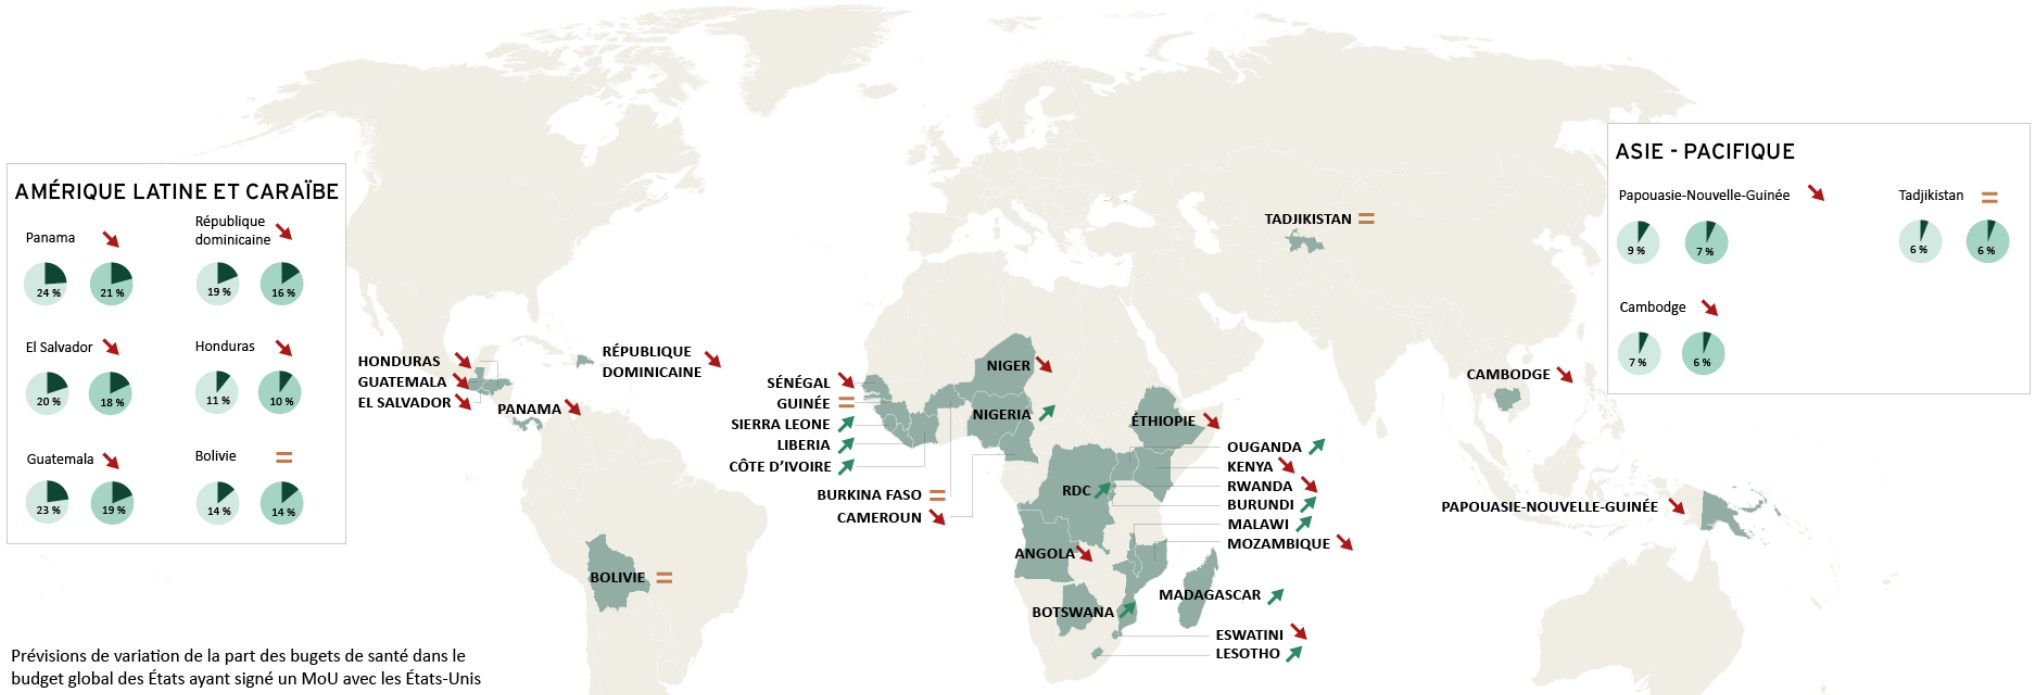 AMÉRIQUE LATINE ET CARAÏBE
Panama
24 %
21 %
République
dominicaine
19 %
16 %
El Salvador
20 %
18 %
Honduras
11 %
10 %
Guatemala
23 %
19 %
Bolivie
14 %
14 %
HONDURAS
GUATEMALA
EL SALVADOR
PANAMA
RÉPUBLIQUE
DOMINICAINE
BOLIVIE
SÉNÉGAL
GUINÉE
SIERRA LEONE
LIBERIA
CÔTE D'IVOIRE
BURKINA FASO
CAMEROUN
NIGER
NIGERIA
ÉTHIOPIE
RDC
ANGOLA
BOTSWANA
OUGANDA
KENYA
RWANDA
BURUNDI
MALAWI
MOZAMBIQUE
MADAGASCAR
ESWATINI
LESOTHO
TADJIKISTAN
CAMBODGE
PAPOUASIE-NOUVELLE-GUINÉE
ASIE - PACIFIQUE
Papouasie-Nouvelle-Guinée
9 %
7 %
Tadjikistan
6 %
6 %
Cambodge
7 %
6 %
Prévisions de variation de la part des bugets de santé dans le
budget global des États ayant signé un MoU avec les États-Unis